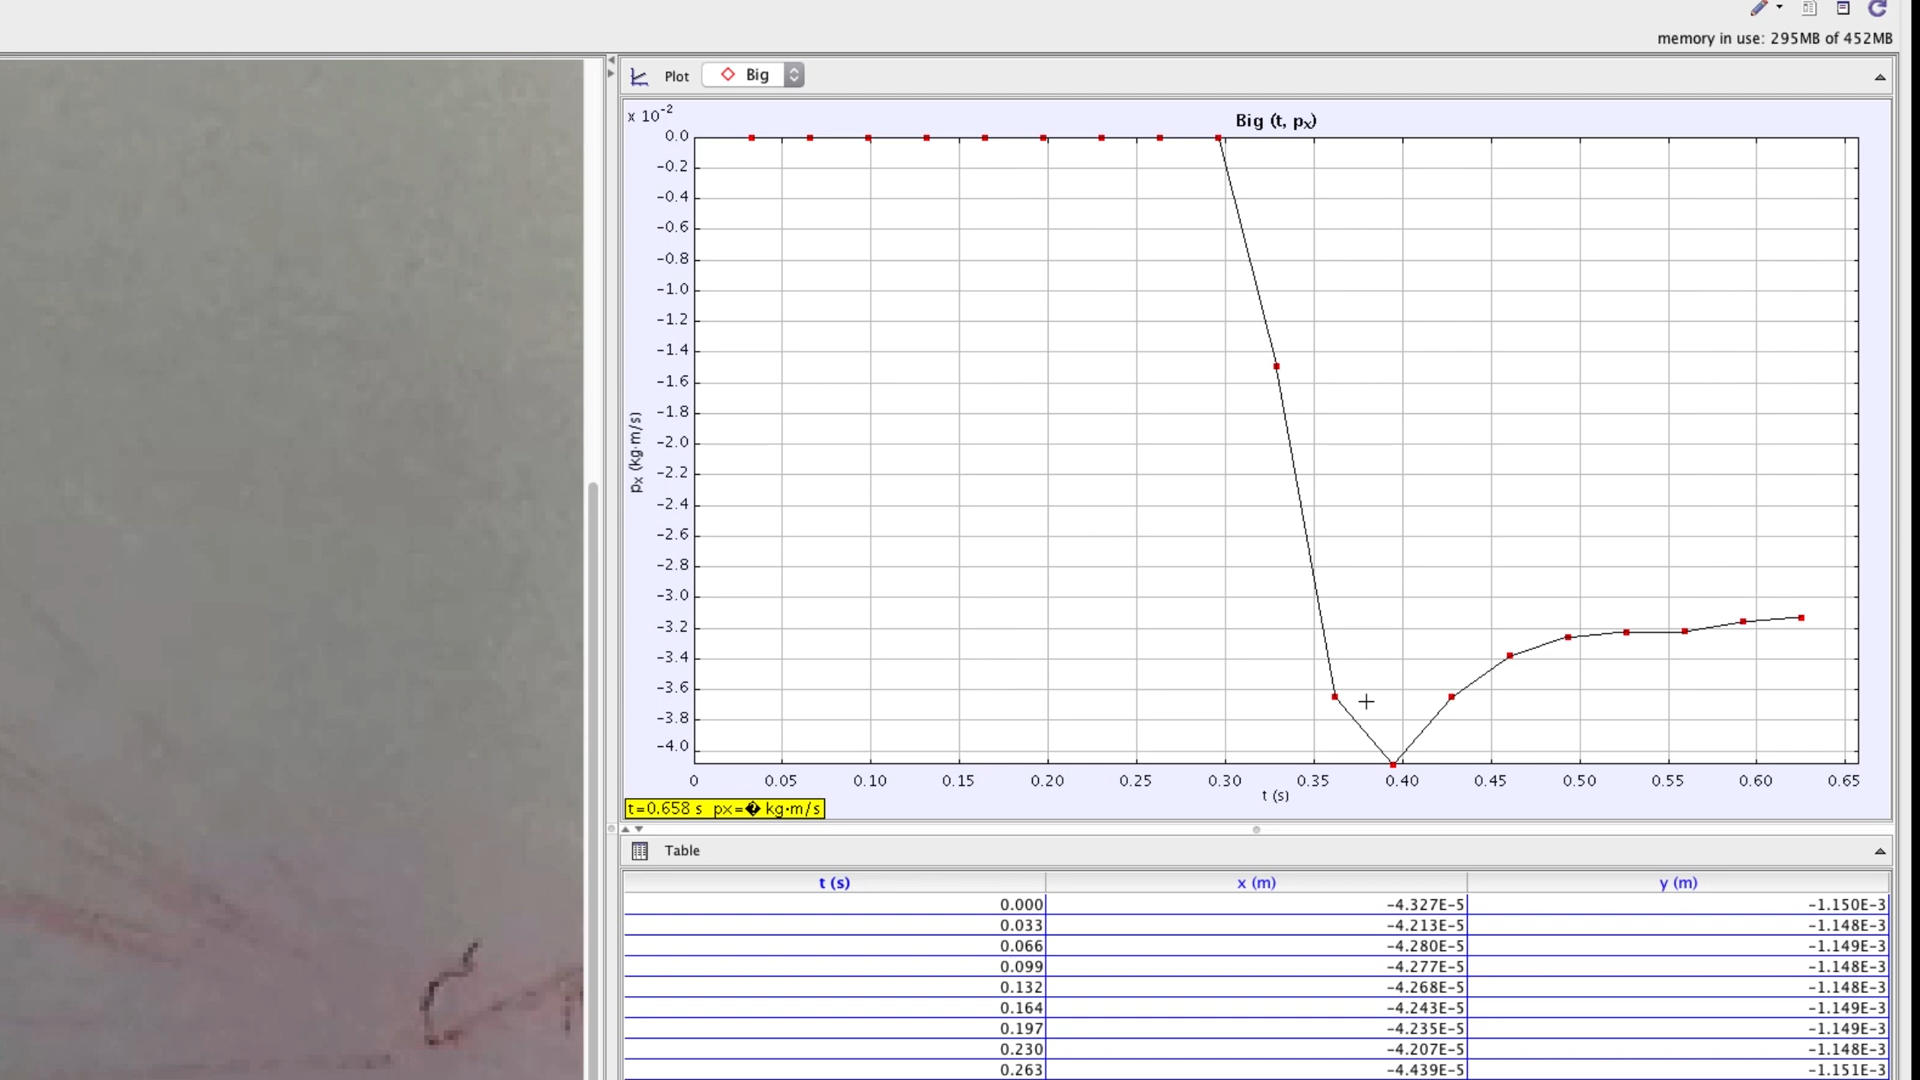 memory in use: 295MB of 452MB
Plot Big
x 10-2
Big (t, px)
0.0
-0.2
-0.4
-0.6
-0.8
-1.0
-1.2
-1.4
-1.6
-1.8
-2.0
-2.2
-2.4
-2.6
-2.8
-3.0
-3.2
-3.4
-3.6
-3.8
-4.0
px (kg·m/s)
0 0.05 0.10 0.15 0.20 0.25 0.30 0.35 0.40 0.45 0.50 0.55 0.60 0.65
t (s)
t=0.658 s px=� kg·m/s
Table
t (s) x (m) y (m)
0.000 -4.327E-5 -1.150E-3
0.033 -4.213E-5 -1.148E-3
0.066 -4.280E-5 -1.149E-3
0.099 -4.277E-5 -1.148E-3
0.132 -4.268E-5 -1.148E-3
0.164 -4.243E-5 -1.149E-3
0.197 -4.235E-5 -1.149E-3
0.230 -4.207E-5 -1.148E-3
0.263 -4.439E-5 -1.151E-3